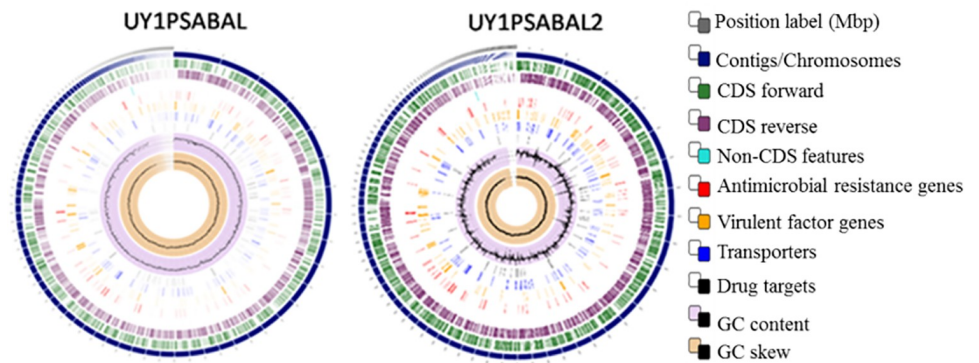 UY1PSABAL
UY1PSABAL2
Position label (Mbp)
Contigs/Chromosomes
CDS forward
CDS reverse
Non-CDS features
Antimicrobial resistance genes
Virulent factor genes
Transporters
Drug targets
GC content
GC skew